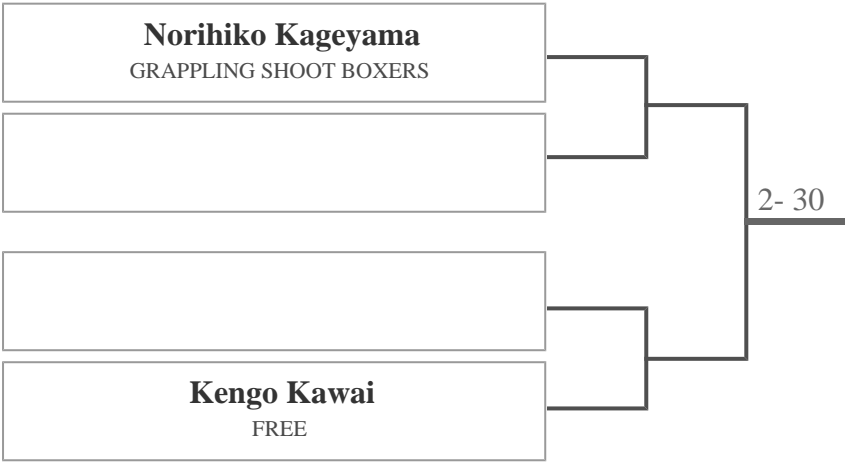 Norihiko Kageyama
GRAPPLING SHOOT BOXERS
2- 30
Kengo Kawai
FREE